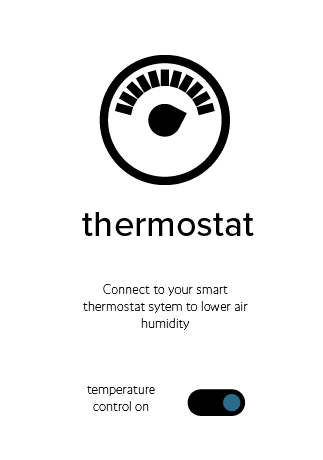 thermostat
Connect to your smart
thermostat sytem to lower air
humidity
temperature
control on